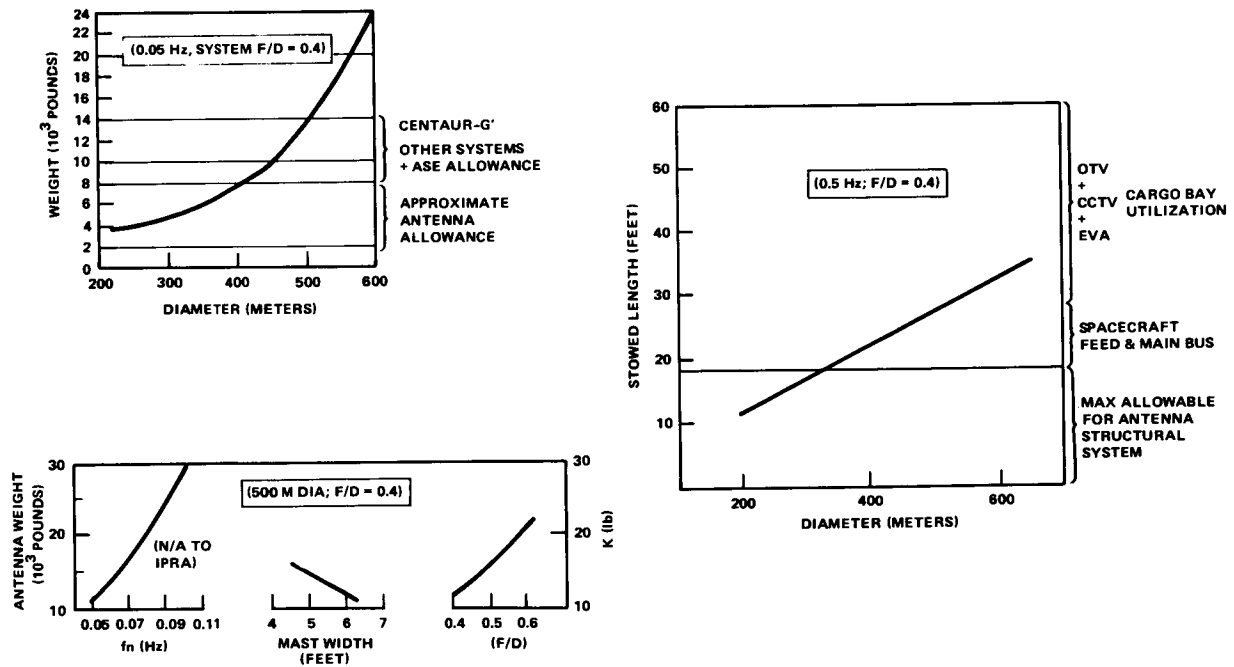 24
22
20
18
16
14
12
10
8
6
4
2
0
WEIGHT (10³ POUNDS)
(0.05 Hz, SYSTEM F/D = 0.4)
CENTAUR-G'
OTHER SYSTEMS
+ ASE ALLOWANCE
APPROXIMATE
ANTENNA
ALLOWANCE
200 300 400 500 600
DIAMETER (METERS)
60
50
40
30
20
10
STOWED LENGTH (FEET)
(0.5 Hz; F/D = 0.4)
OTV
+
CCTV
+
EVA
CARGO BAY
UTILIZATION
SPACECRAFT
FEED & MAIN BUS
MAX ALLOWABLE
FOR ANTENNA
STRUCTURAL
SYSTEM
200 400 600
DIAMETER (METERS)
30
20
10
ANTENNA WEIGHT
(10³ POUNDS)
(500 M DIA; F/D = 0.4)
(N/A TO
IPRA)
30
20
10
K (lb)
0.05 0.07 0.09 0.11
fn (Hz)
4 5 6 7
MAST WIDTH
(FEET)
0.4 0.5 0.6
(F/D)